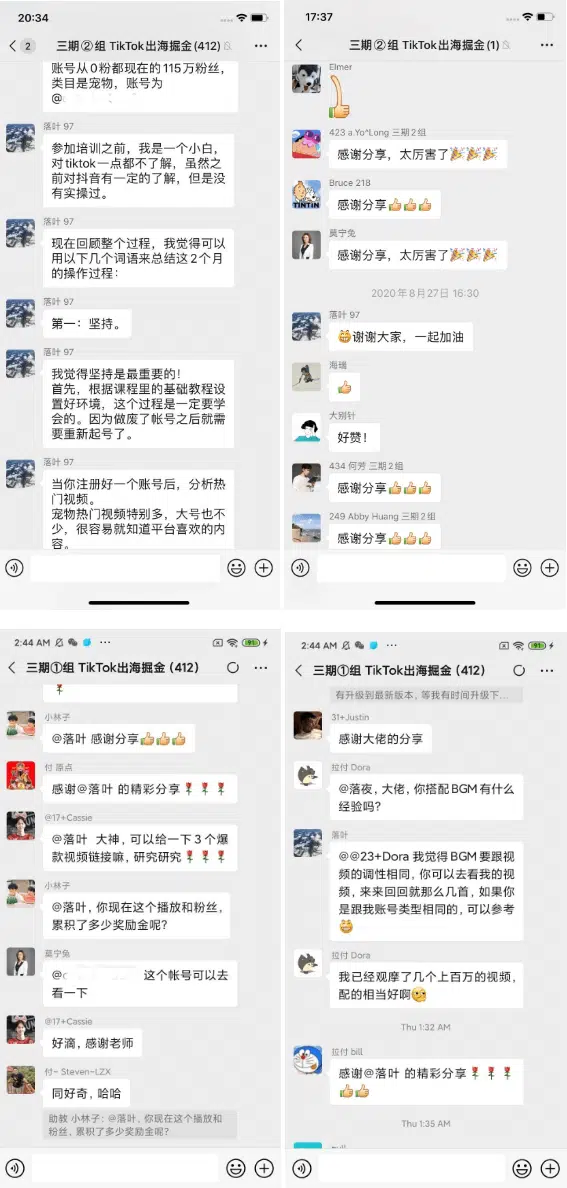 20:34
2
三期②组 TikTok出海掘金(412)
账号从0粉都现在的115万粉丝，
类目是宠物，账号为
@
落叶 97
参加培训之前，我是一个小白，
对tiktok一点都不了解，虽然之
前对抖音有一定的了解，但是没
有实操过。
落叶 97
现在回顾整个过程，我觉得可以
用以下几个词语来总结这2个月
的操作过程：
落叶 97
第一：坚持。
落叶 97
我觉得坚持是最重要的！
首先，根据课程里的基础教程设
置好环境，这个过程是一定要学
会的。因为做废了帐号之后就需
要重新起号了。
落叶 97
当你注册好一个账号后，分析热
门视频。
宠物热门视频特别多，大号也不
少，很容易就知道平台喜欢的内
容。
17:37
三期②组 TikTok出海掘金(1)
Elmer
423 a.Yo^Long 三期2组
感谢分享，太厉害了🎉🎉🎉
Bruce 218
TINTIN
感谢分享👍👍👍
莫宁兔
感谢分享，太厉害了🎉🎉🎉
2020年8月27日 16:30
落叶 97
😁谢谢大家，一起加油
海瑞
👍
大别针
好赞！
434 何芳 三期2组
感谢分享👍👍👍
249 Abby Huang 三期2组
感谢分享👍👍👍
2:44 AM
91
三期①组 TikTok出海掘金（412）
🌹
小林子
@落叶 感谢分享👍👍👍
付 原点
感谢@落叶 的精彩分享🌹🌹🌹
@17+Cassie
@落叶 大神，可以给一下3个爆
款视频链接嘛，研究研究🌹🌹🌹
小林子
@落叶，你现在这个播放和粉丝，
累积了多少奖励金呢？
莫宁兔
@ 这个帐号可以去
看一下
@17+Cassie
好滴，感谢老师
付~ Steven-LZX
同好奇，哈哈
助教 小林子：@落叶，你现在这个播放和
粉丝，累积了多少奖励金呢？
2:44 AM
91
三期①组 TikTok出海掘金（412）
有升级到最新版本，等我有时间升级下...
31+Justin
感谢大佬的分享
拉付 Dora
@落夜，大佬，你搭配BGM有什么
经验吗？
落叶
@@23+Dora 我觉得BGM要跟视
频的调性相同，你可以去看我的视
频，来来回回就那么几首，如果你
是跟我账号类型相同的，可以参考
😁
拉付 Dora
我已经观摩了几个上百万的视频，
配的相当好啊🧐
Thu 1:32 AM
拉付 bill
感谢@落叶 的精彩分享🌹🌹🌹
👍👍
Thu 1:35 AM